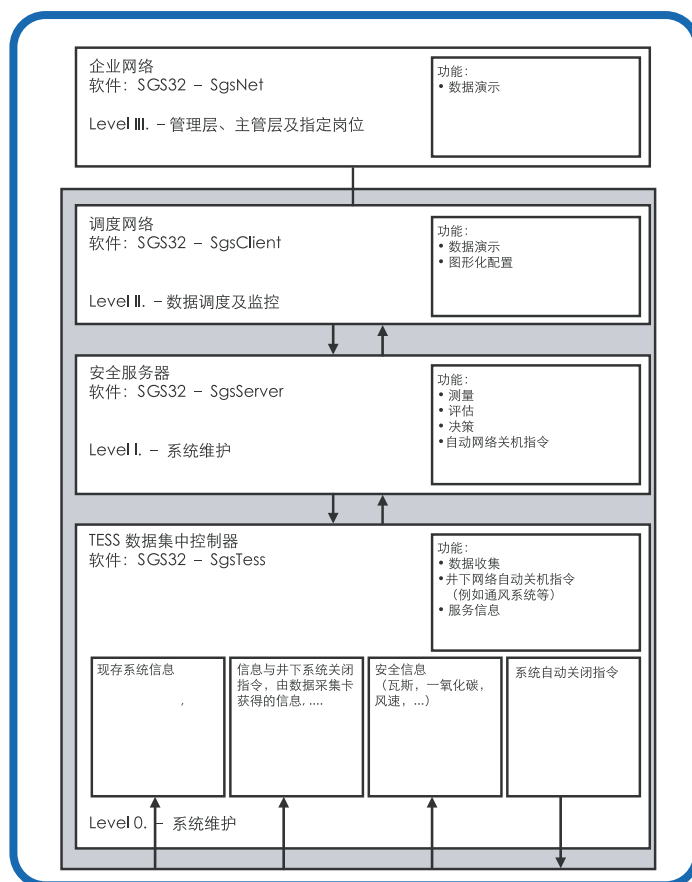 企业网络
软件：SGS32 – SgsNet
Level III. – 管理层、主管层及指定岗位
功能：
• 数据演示
调度网络
软件：SGS32 – SgsClient
Level II. – 数据调度及监控
功能：
• 数据演示
• 图形化配置
安全服务器
软件：SGS32 – SgsServer
Level I. – 系统维护
功能：
• 测量
• 评估
• 决策
• 自动网络关机指令
TESS 数据集中控制器
软件：SGS32 – SgsTess
功能：
• 数据收集
• 井下网络自动关机指令
（例如通风系统等）
• 服务信息
现存系统信息
,
信息与井下系统关闭
指令，由数据采集卡
获得的信息, ....
安全信息
（瓦斯，一氧化碳，
风速，...）
系统自动关闭指令
Level 0. – 系统维护